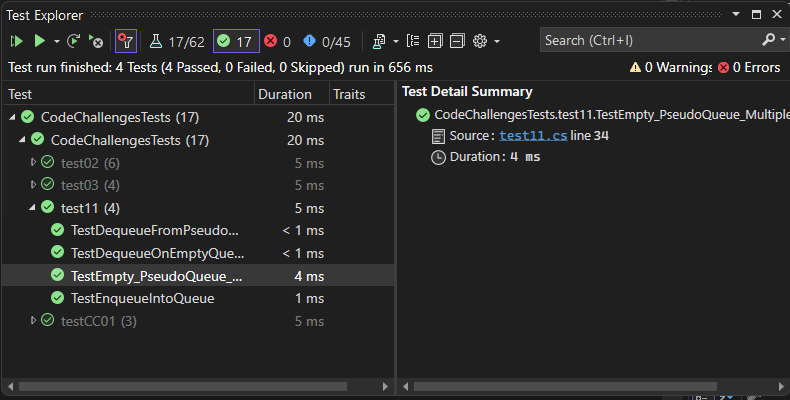 Test Explorer
17/62 17 0 0/45 Search (Ctrl+I)
Test run finished: 4 Tests (4 Passed, 0 Failed, 0 Skipped) run in 656 ms 0 Warnings 0 Errors
Test Duration Traits
CodeChallengesTests (17) 20 ms
CodeChallengesTests (17) 20 ms
test02 (6) 5 ms
test03 (4) 5 ms
test11 (4) 5 ms
TestDequeueFromPseudo... < 1 ms
TestDequeueOnEmptyQue... < 1 ms
TestEmpty_PseudoQueue_... 4 ms
TestEnqueueIntoQueue 1 ms
testCC01 (3) 5 ms
Test Detail Summary
CodeChallengesTests.test11.TestEmpty_PseudoQueue_Multiple
Source: test11.cs line 34
Duration: 4 ms